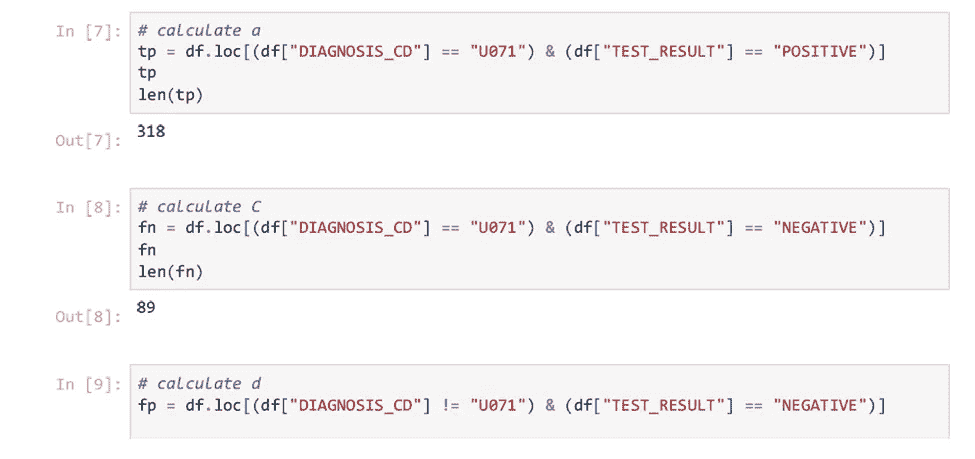 In [7]: # calculate a
tp = df.loc[(df["DIAGNOSIS_CD"] == "U071") & (df["TEST_RESULT"] == "POSITIVE")]
tp
len(tp)
Out[7]: 318
In [8]: # calculate C
fn = df.loc[(df["DIAGNOSIS_CD"] == "U071") & (df["TEST_RESULT"] == "NEGATIVE")]
fn
len(fn)
Out[8]: 89
In [9]: # calculate d
fp = df.loc[(df["DIAGNOSIS_CD"] != "U071") & (df["TEST_RESULT"] == "NEGATIVE")]